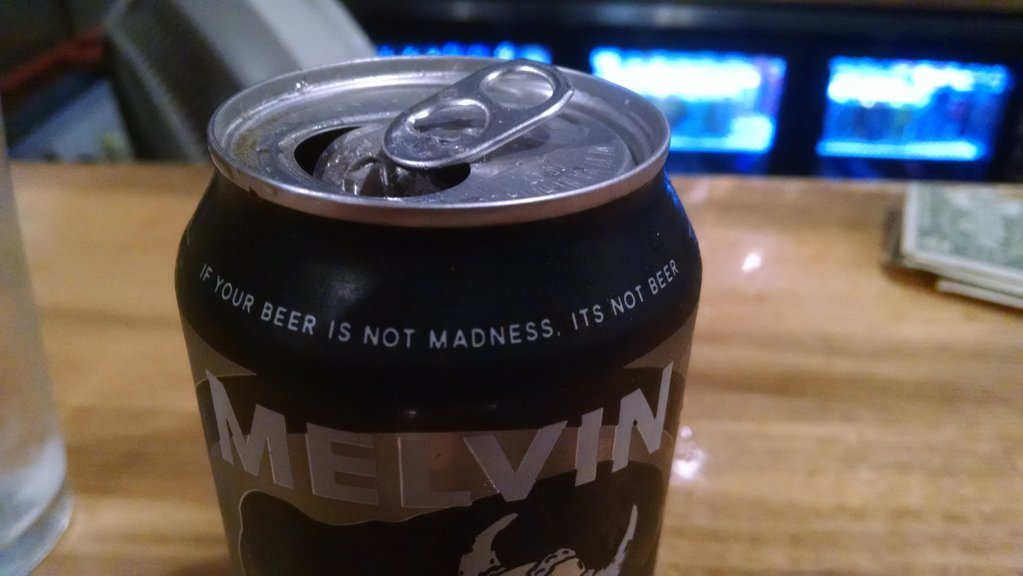 IF YOUR BEER IS NOT MADNESS, ITS NOT BEER
MELVIN